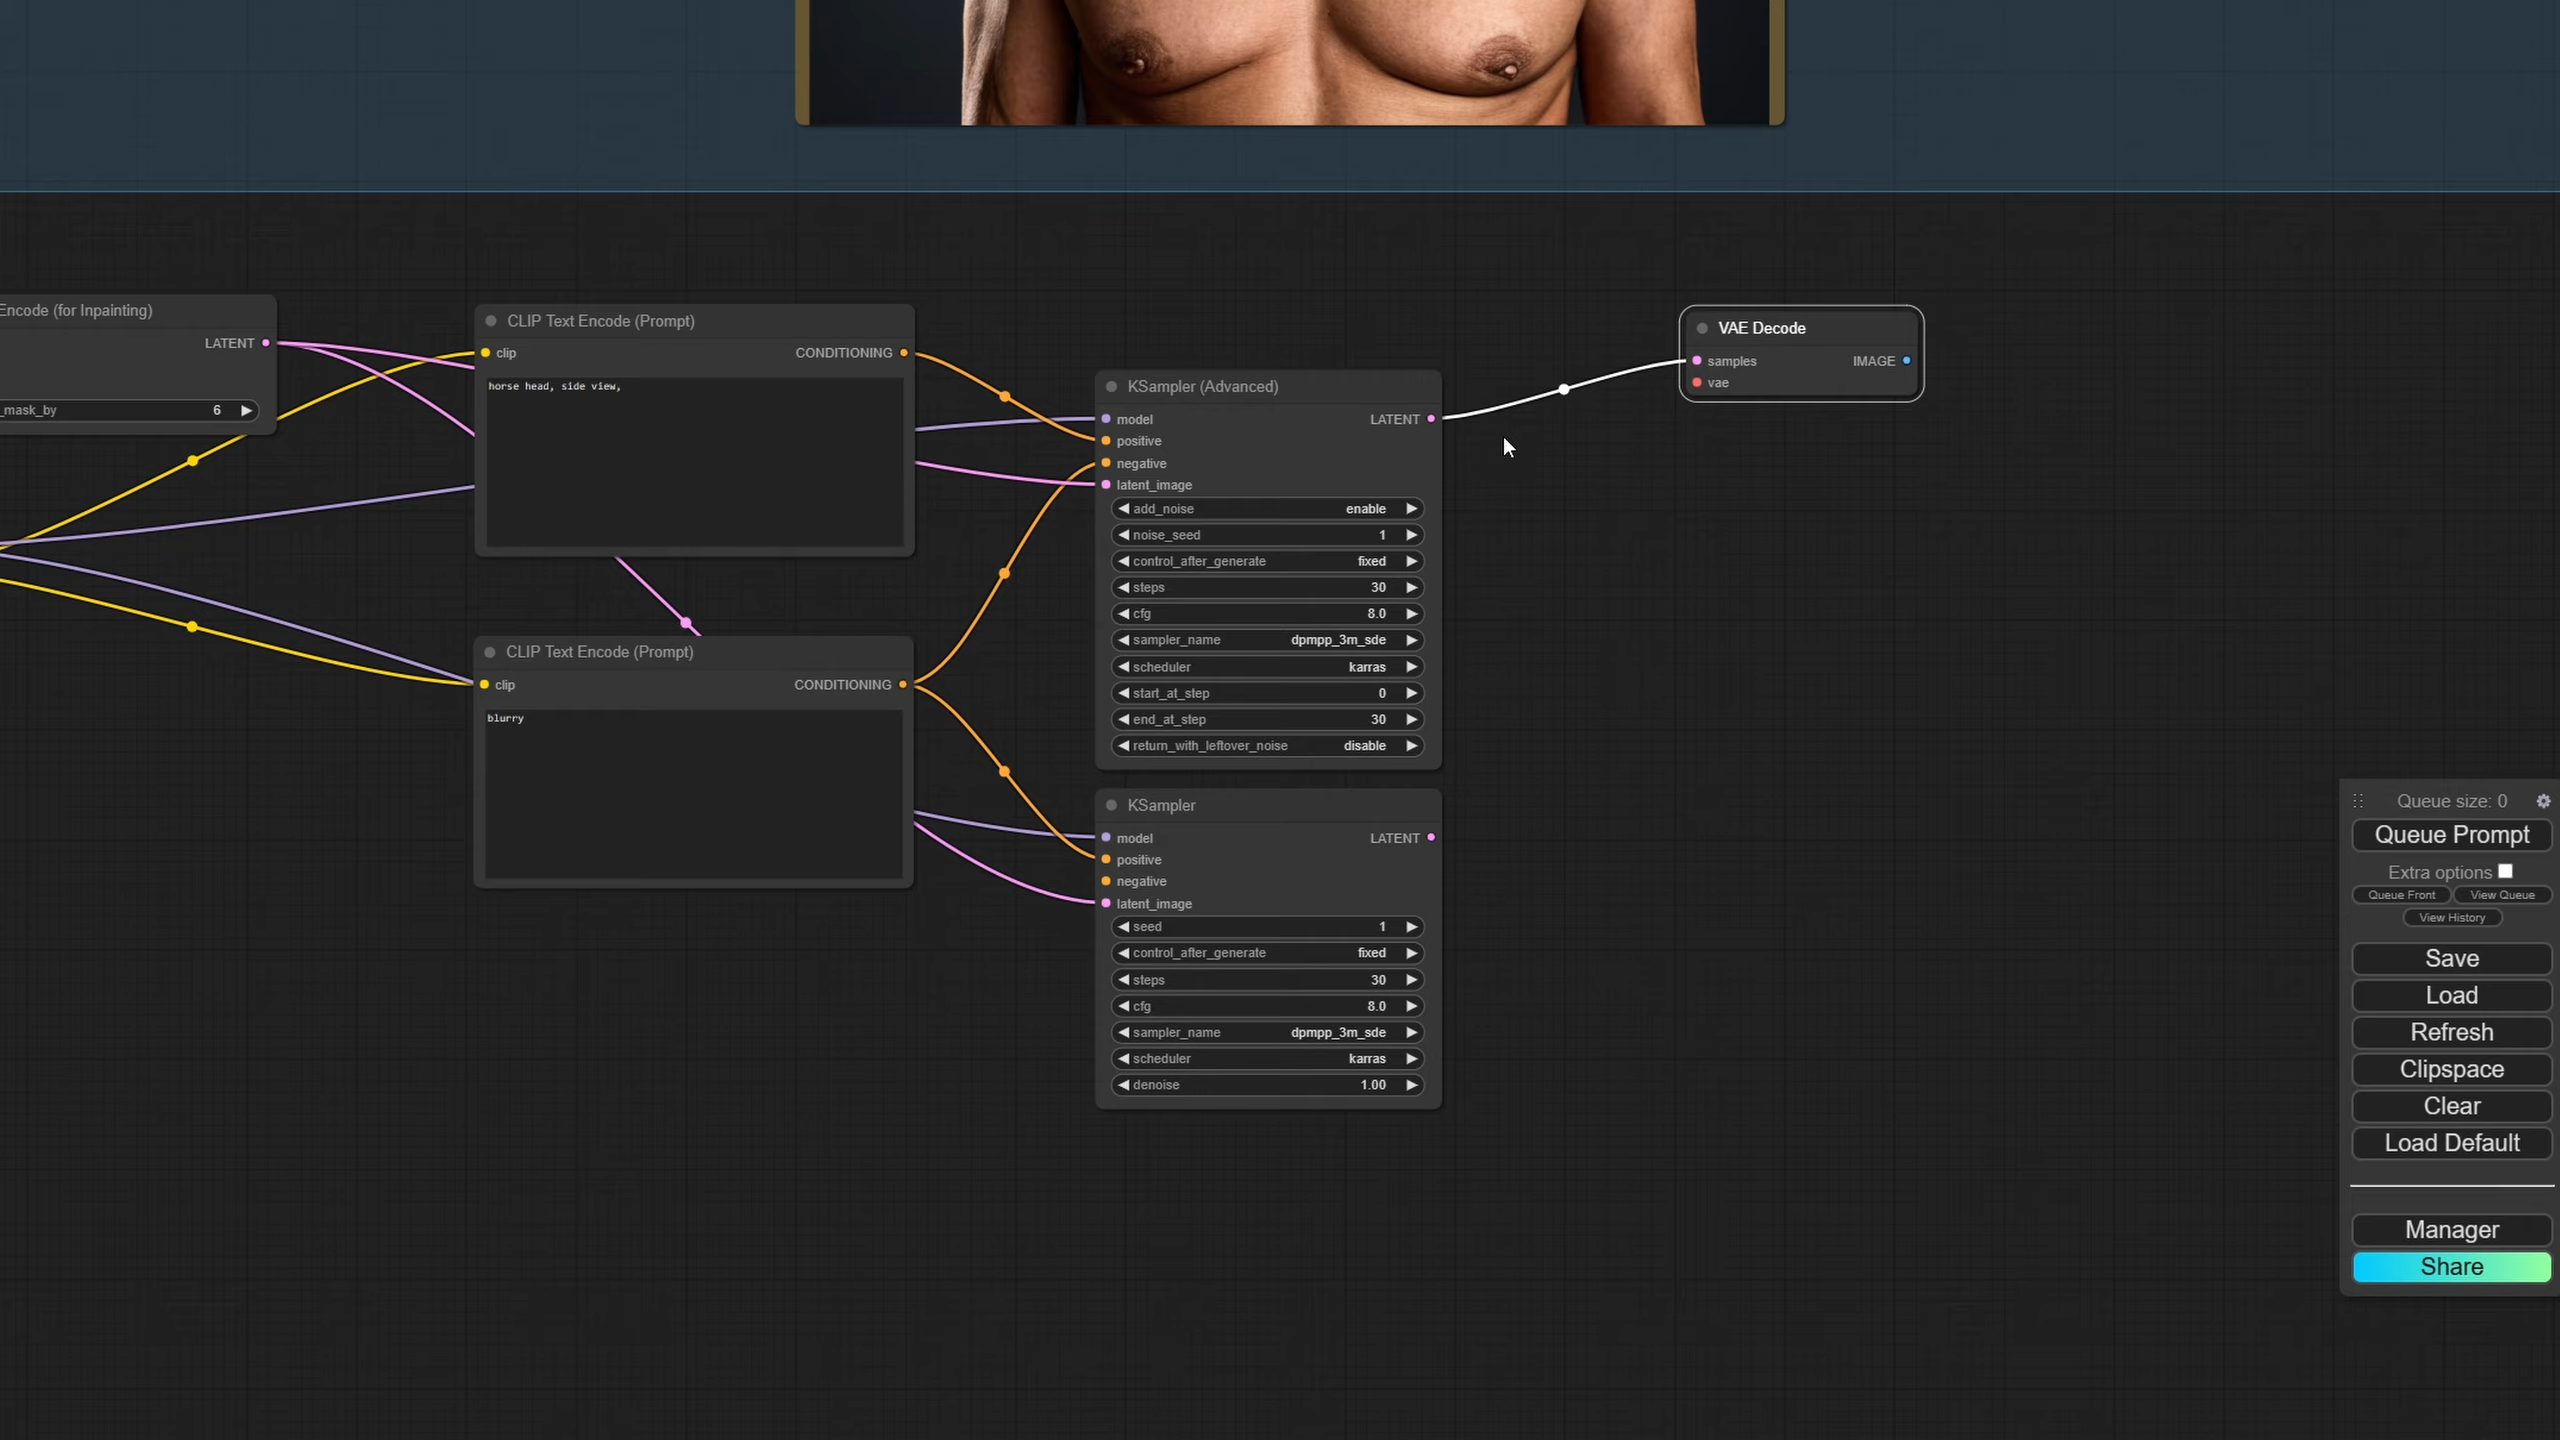 Encode (for Inpainting)
LATENT
_mask_by 6
CLIP Text Encode (Prompt)
clip CONDITIONING
horse head, side view,
CLIP Text Encode (Prompt)
clip CONDITIONING
blurry
KSampler (Advanced)
model LATENT
positive
negative
latent_image
add_noise enable
noise_seed 1
control_after_generate fixed
steps 30
cfg 8.0
sampler_name dpmpp_3m_sde
scheduler karras
start_at_step 0
end_at_step 30
return_with_leftover_noise disable
KSampler
model LATENT
positive
negative
latent_image
seed 1
control_after_generate fixed
steps 30
cfg 8.0
sampler_name dpmpp_3m_sde
scheduler karras
denoise 1.00
VAE Decode
samples IMAGE
vae
Queue size: 0
Queue Prompt
Extra options
Queue Front View Queue
View History
Save
Load
Refresh
Clipspace
Clear
Load Default
Manager
Share